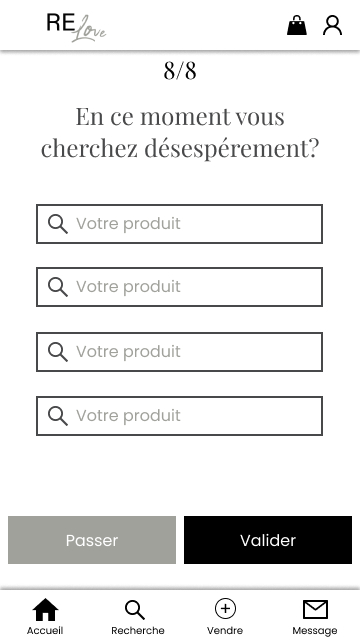 RE Love
8/8
En ce moment vous
cherchez désespérement?
Votre produit
Votre produit
Votre produit
Votre produit
Passer
Valider
Accueil
Recherche
Vendre
Message